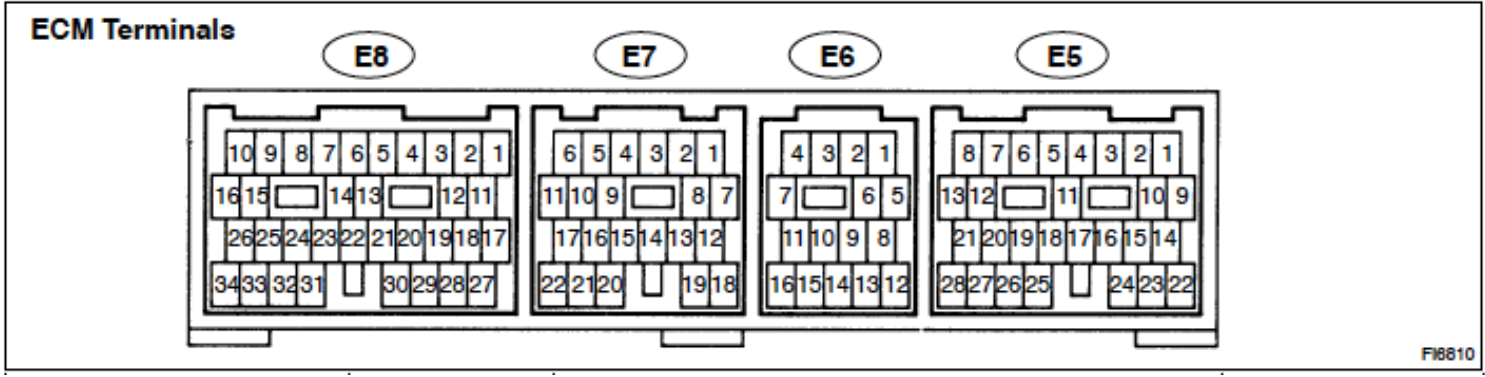 ECM Terminals
E8 E7 E6 E5
10 9 8 7 6 5 4 3 2 1 6 5 4 3 2 1 4 3 2 1 8 7 6 5 4 3 2 1
16 15 14 13 12 11 11 10 9 8 7 7 6 5 13 12 11 10 9
26 25 24 23 22 21 20 19 18 17 17 16 15 14 13 12 11 10 9 8 21 20 19 18 17 16 15 14
34 33 32 31 30 29 28 27 22 21 20 19 18 16 15 14 13 12 28 27 26 25 24 23 22
FI6810